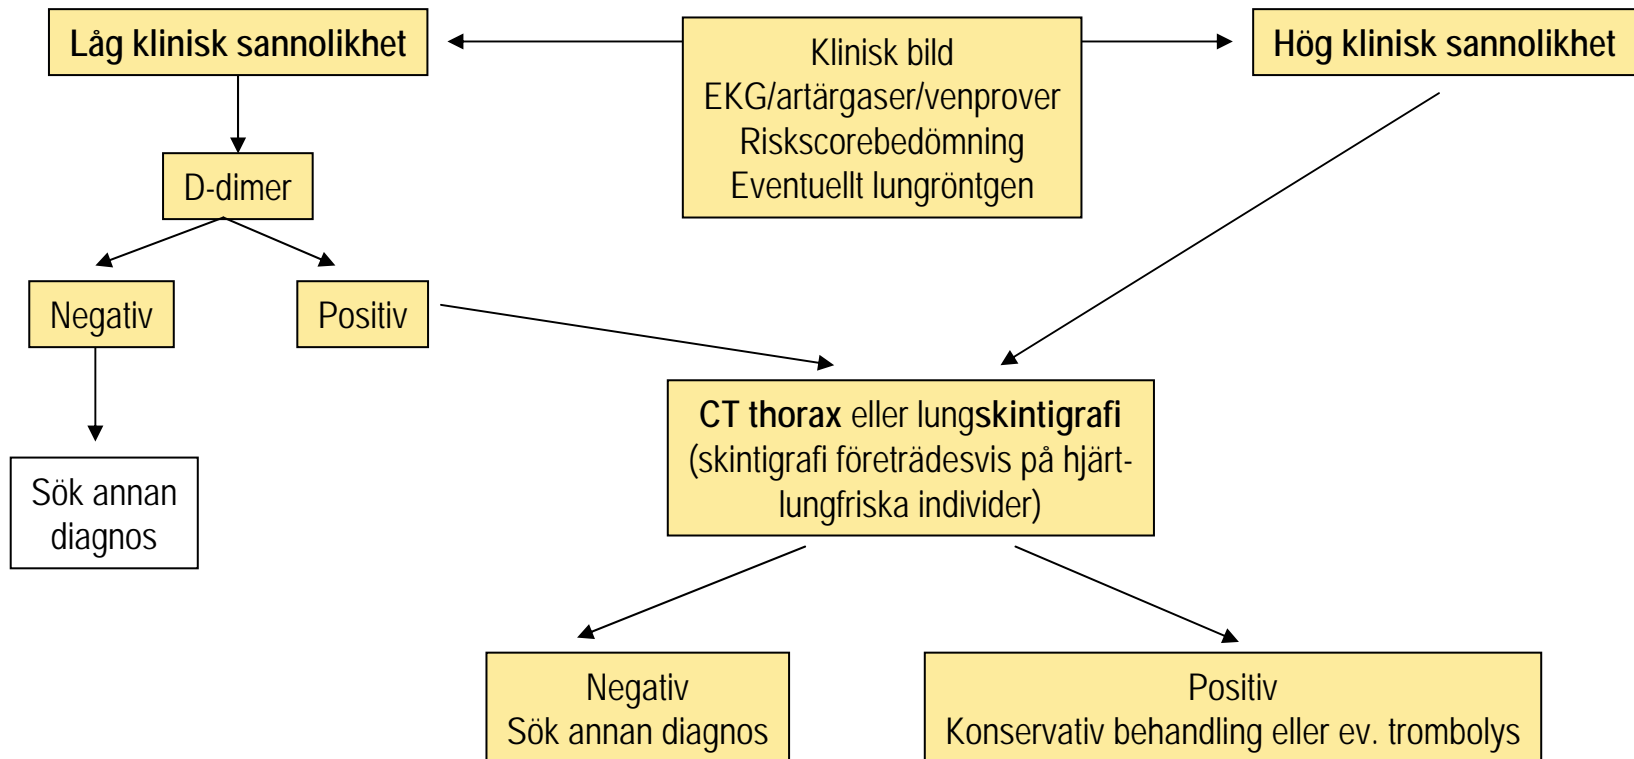 Låg klinisk sannolikhet
Klinisk bild
EKG/artärgaser/venprover
Riskscorebedömning
Eventuellt lungröntgen
Hög klinisk sannolikhet
D-dimer
Negativ
Positiv
Sök annan
diagnos
CT thorax eller lungskintigrafi
(skintigrafi företrädesvis på hjärt-
lungfriska individer)
Negativ
Sök annan diagnos
Positiv
Konservativ behandling eller ev. trombolys